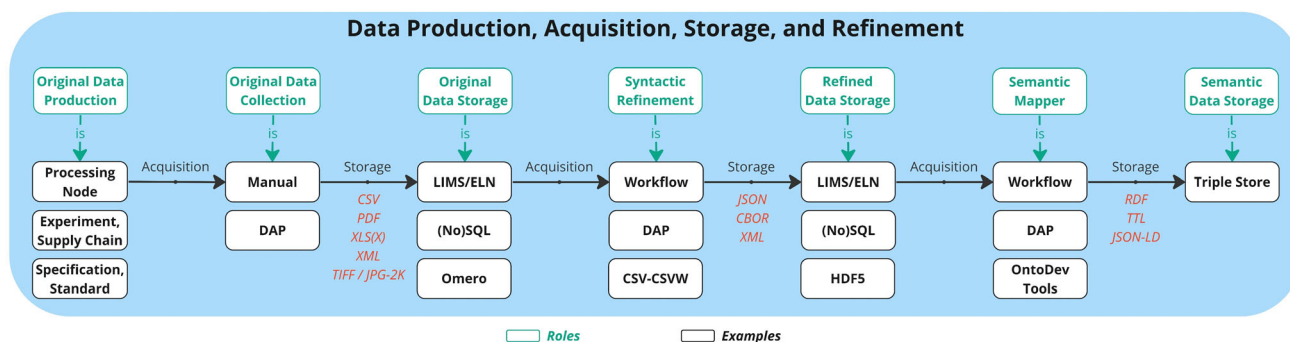 Data Production, Acquisition, Storage, and Refinement
Original Data
Production
Original Data
Collection
Original
Data Storage
Syntactic
Refinement
Refined
Data Storage
Semantic
Mapper
Semantic
Data Storage
is
is
is
is
is
is
is
Processing
Node
Acquisition
Manual
Storage
LIMS/ELN
Acquisition
Workflow
Storage
LIMS/ELN
Acquisition
Workflow
Storage
Triple Store
Experiment,
Supply Chain
Specification,
Standard
DAP
CSV
PDF
XLS(X)
XML
TIFF / JPG-2K
(No)SQL
Omero
DAP
CSV-CSVW
JSON
CBOR
XML
(No)SQL
HDF5
DAP
OntoDev
Tools
RDF
TTL
JSON-LD
Roles
Examples